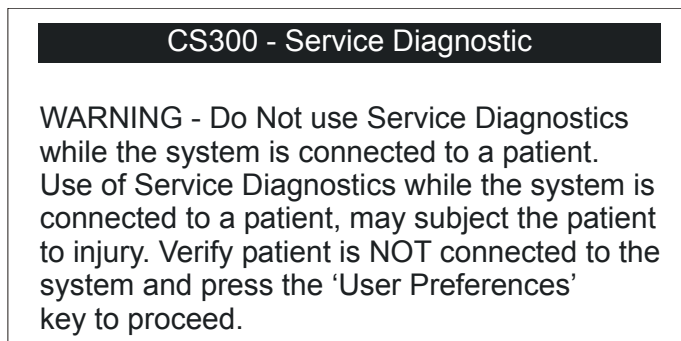 CS300 - Service Diagnostic
WARNING - Do Not use Service Diagnostics
while the system is connected to a patient.
Use of Service Diagnostics while the system is
connected to a patient, may subject the patient
to injury. Verify patient is NOT connected to the
system and press the ‘User Preferences’
key to proceed.